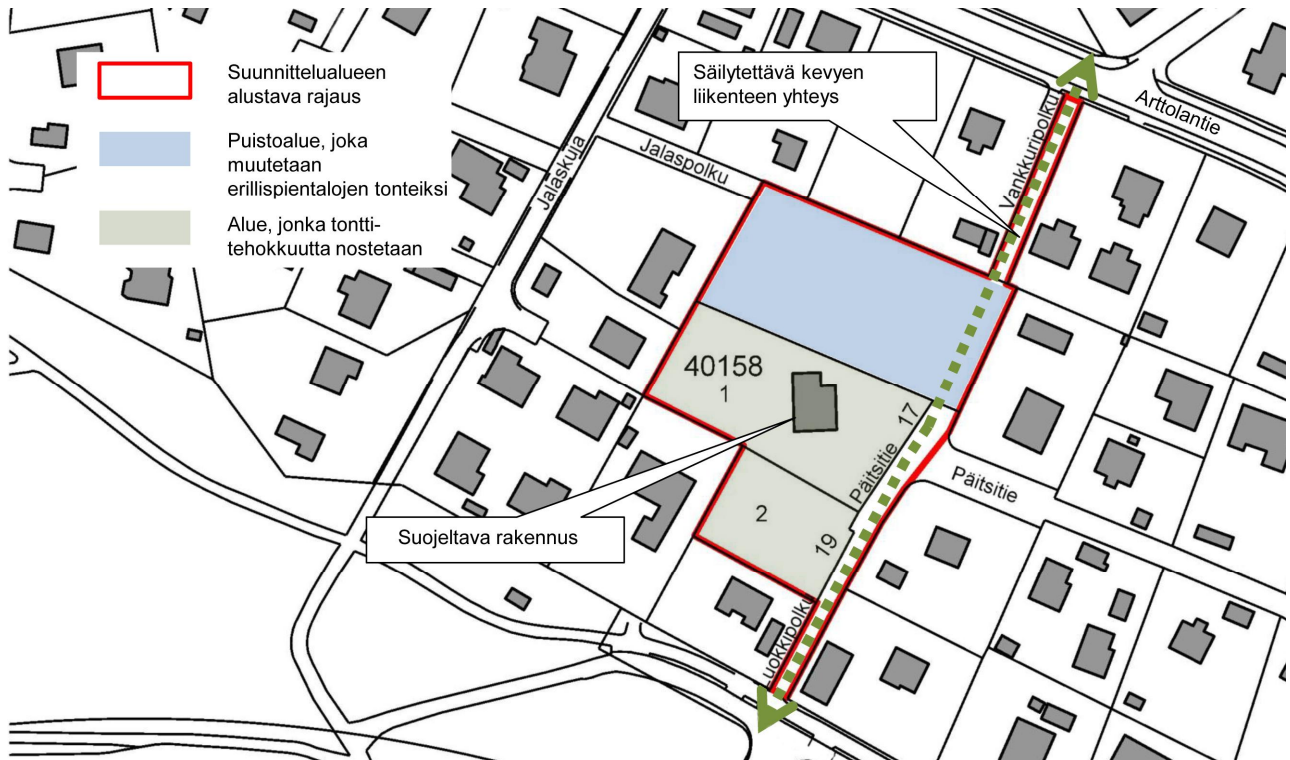 Suunnittelualueen
alustava rajaus
Puistoalue, joka
muutetaan
erillispientalojen tonteiksi
Alue, jonka tontti-
tehokkuutta nostetaan
Säilytettävä kevyen
liikenteen yhteys
Arttolantie
Vankkuripolku
Jalaspolku
Jalaskuja
40158
1
17
Päitsitie
Päitsitie
2
19
Suojeltava rakennus
Luokkipolku